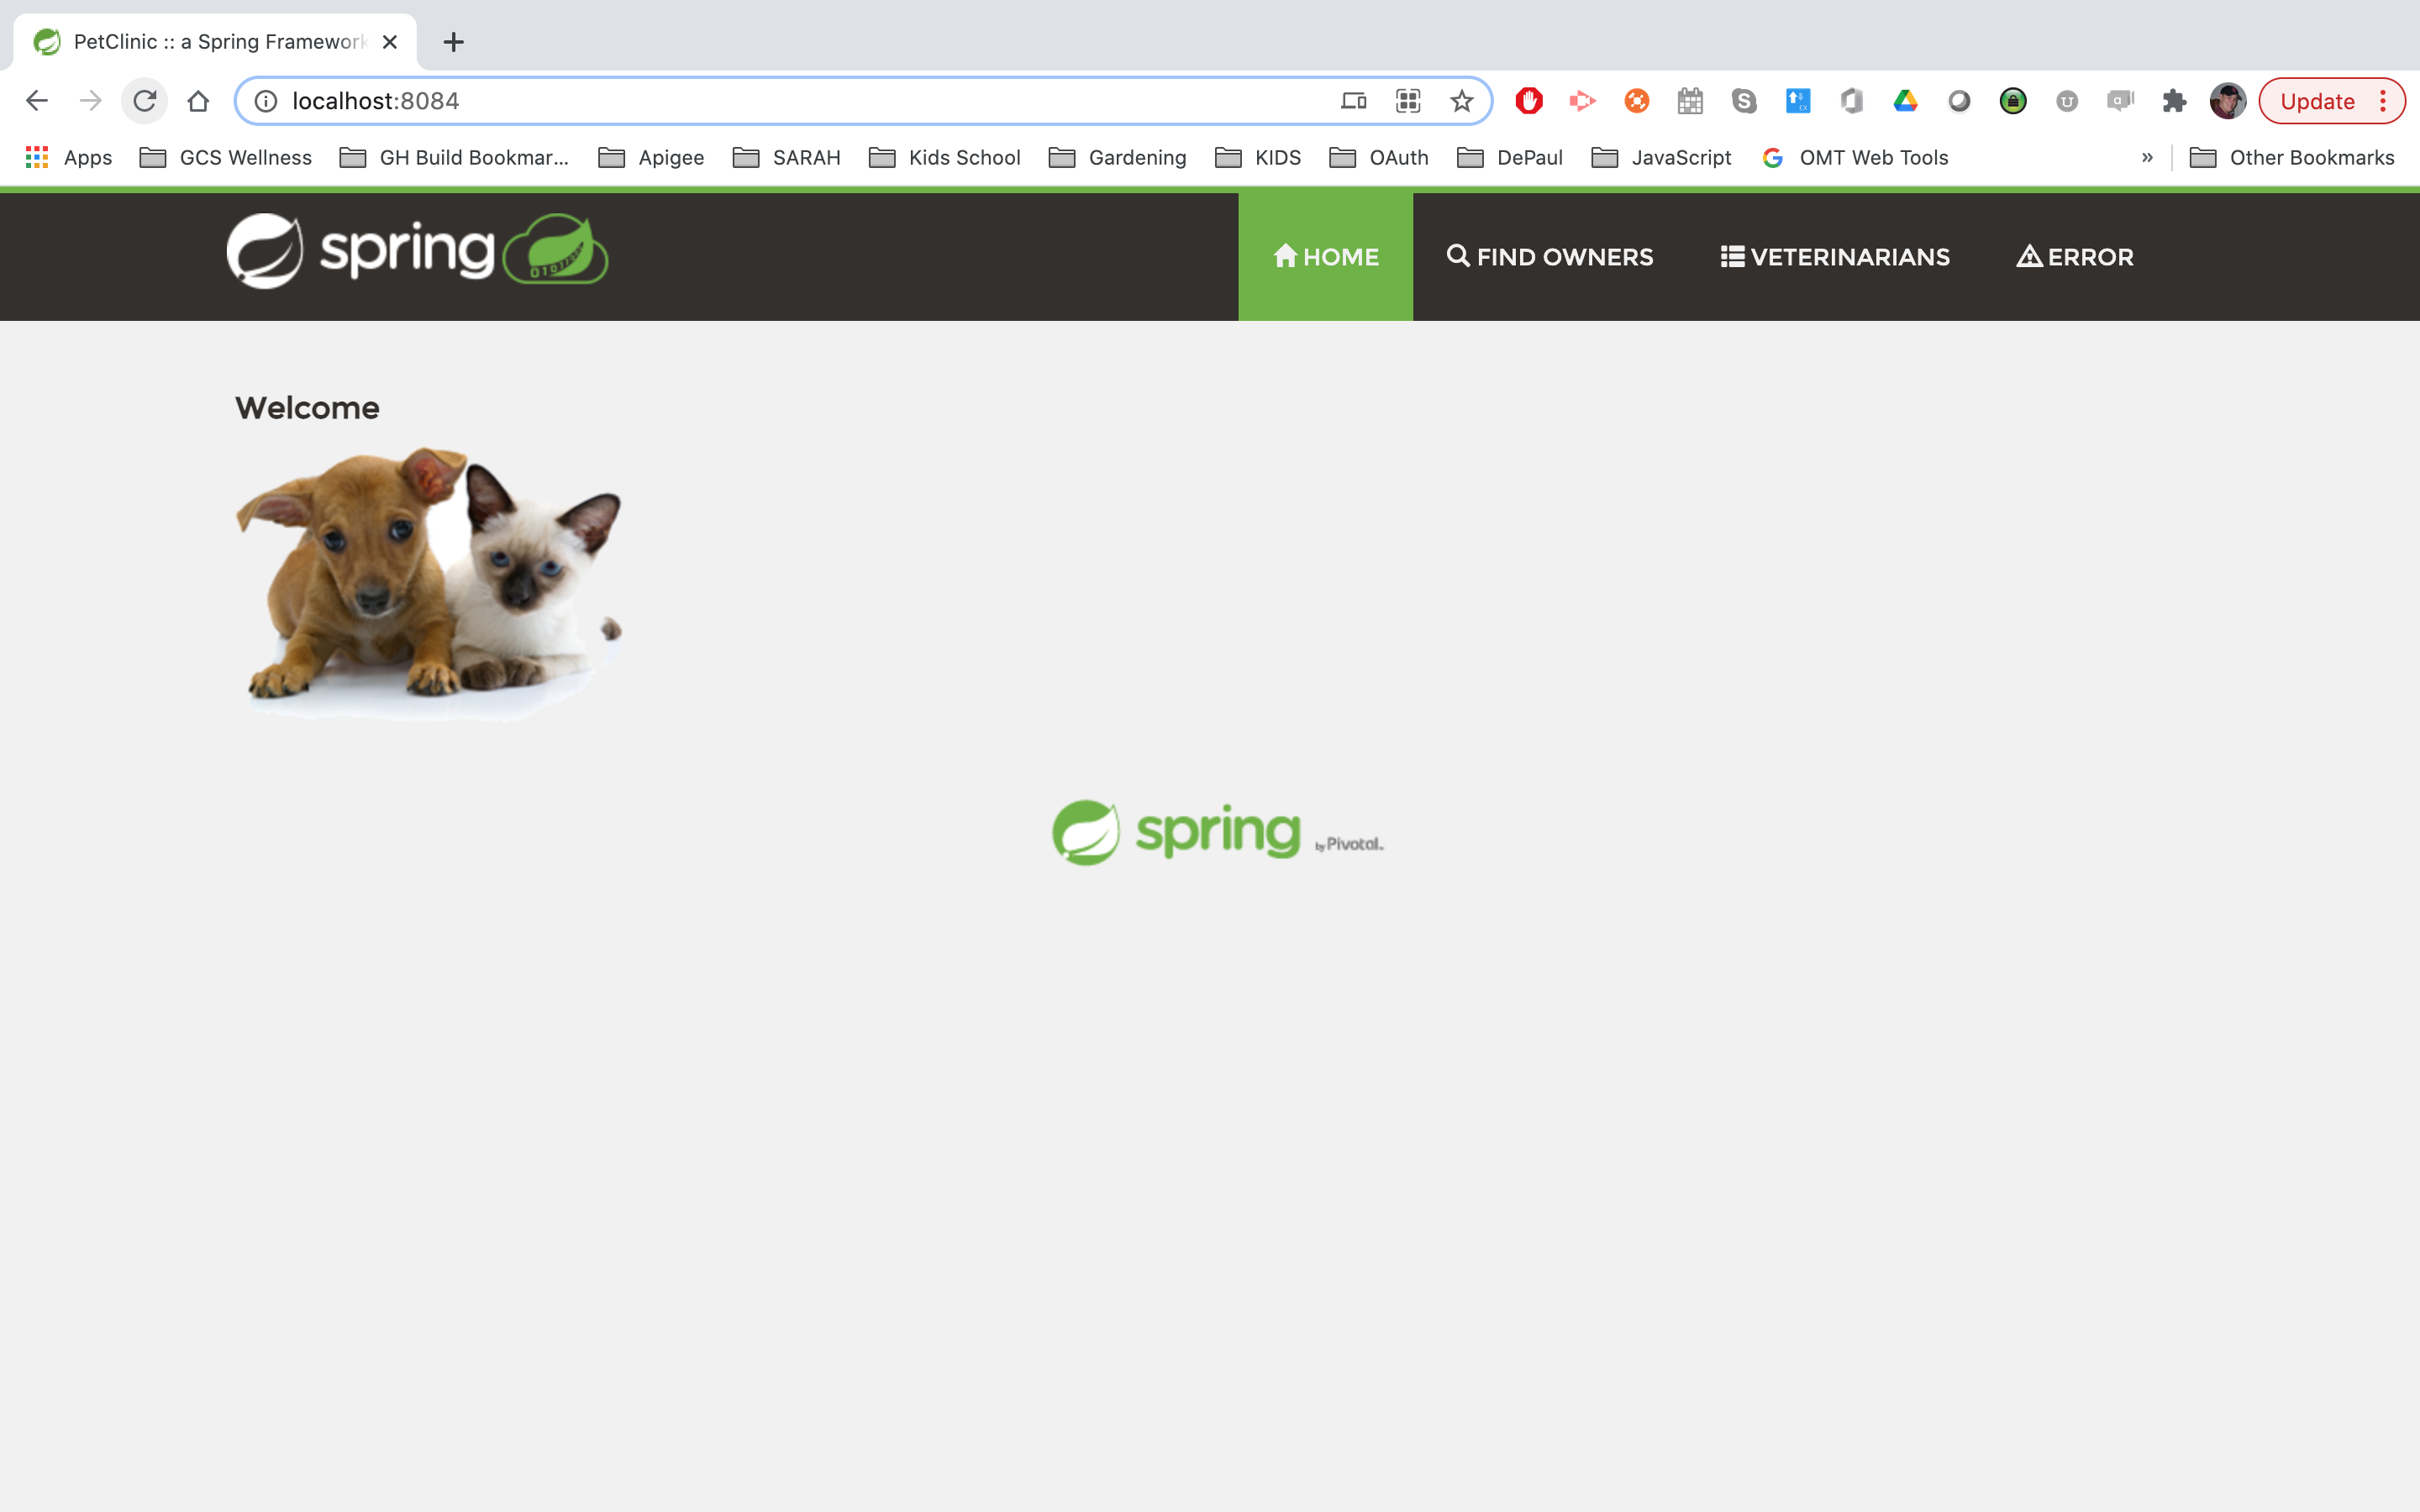 PetClinic :: a Spring Framework
localhost:8084
Update
Apps
GCS Wellness
GH Build Bookmar...
Apigee
SARAH
Kids School
Gardening
KIDS
OAuth
DePaul
JavaScript
OMT Web Tools
»
Other Bookmarks
spring
HOME
FIND OWNERS
VETERINARIANS
ERROR
Welcome
spring by Pivotal